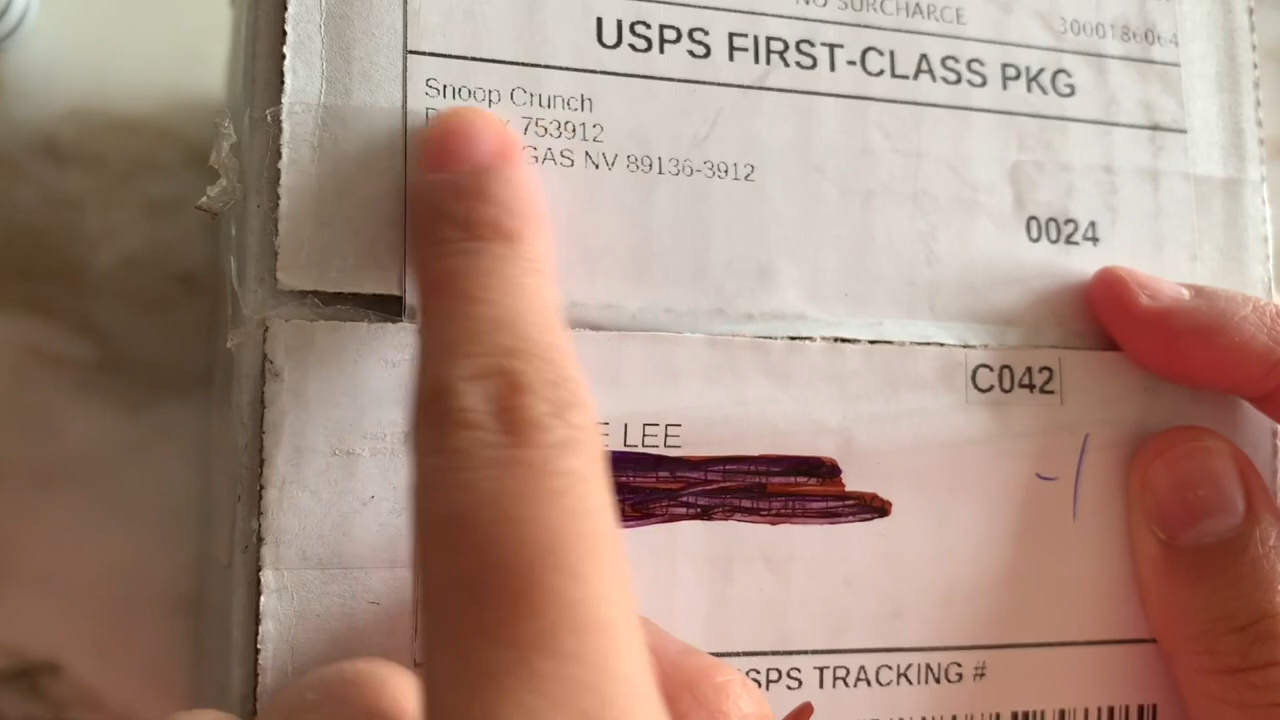 NO SURCHARGE
3000186064
USPS FIRST-CLASS PKG
Snoop Crunch
753912
GAS NV 89136-3912
0024
C042
E LEE
SPS TRACKING #